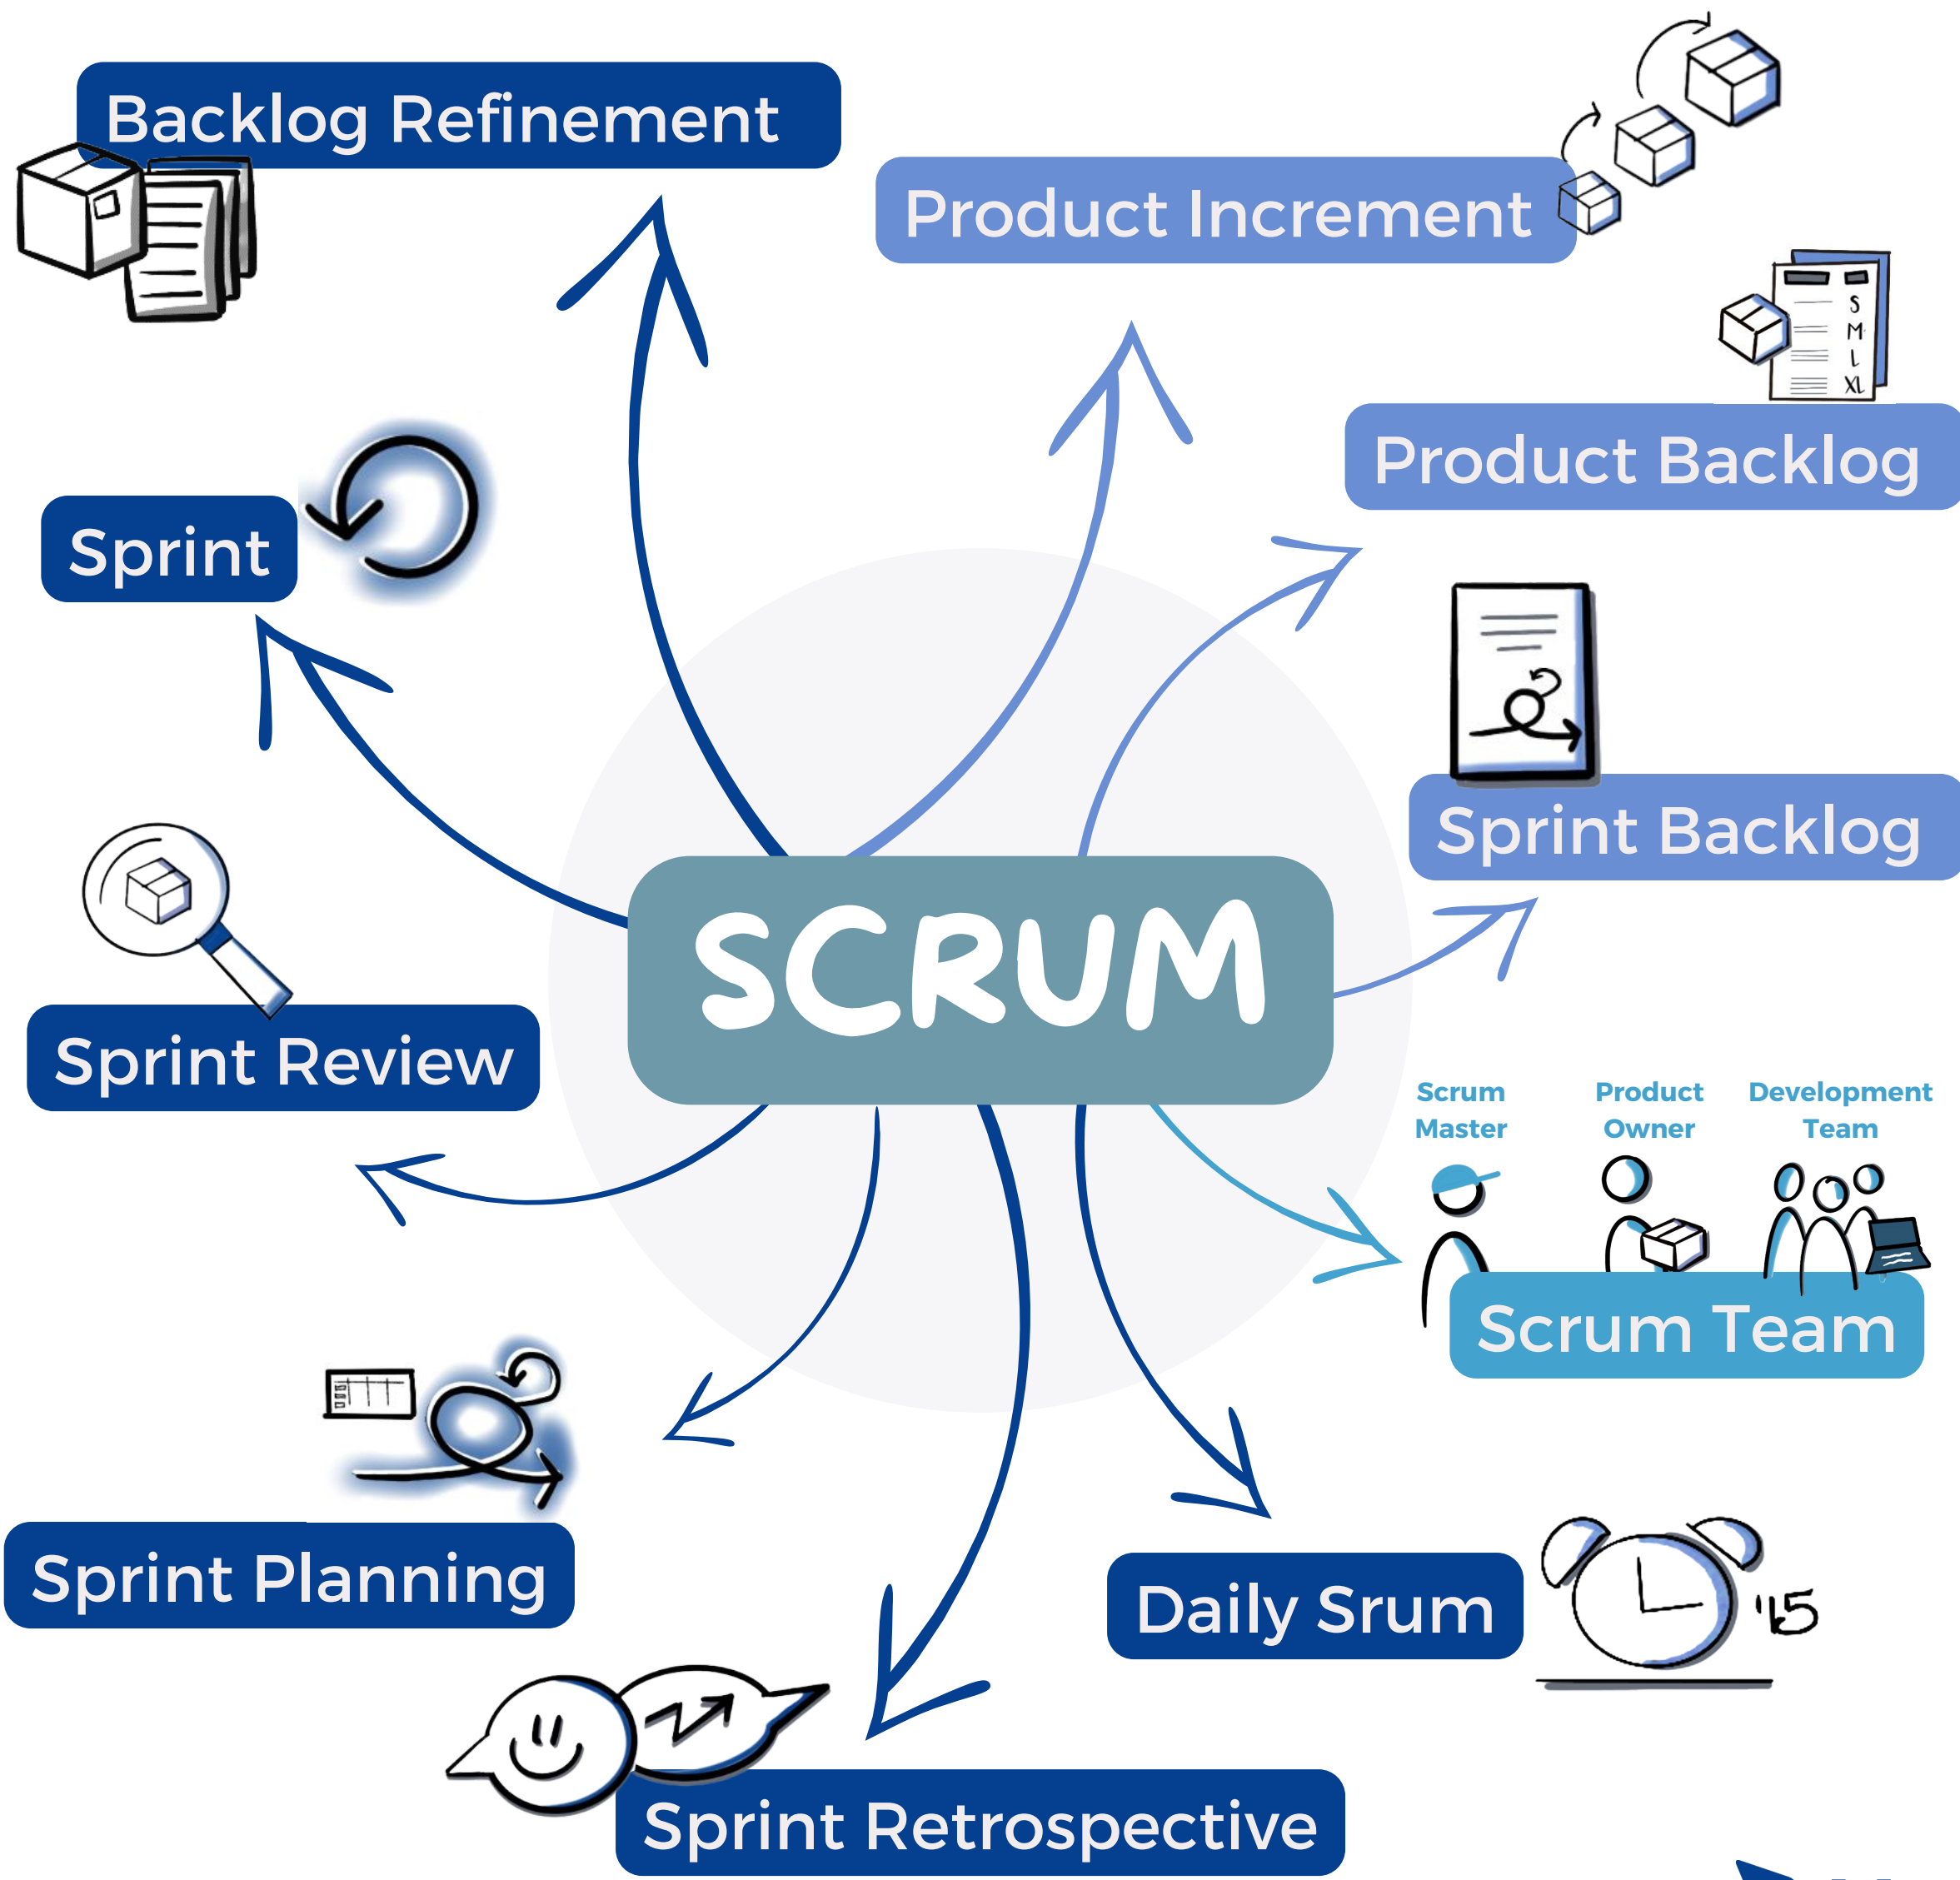 Backlog Refinement
Product Increment
S
M
L
XL
Product Backlog
Sprint
Sprint Backlog
SCRUM
Sprint Review
Scrum
Master
Product
Owner
Development
Team
Scrum Team
Sprint Planning
Daily Srum
'15
Sprint Retrospective